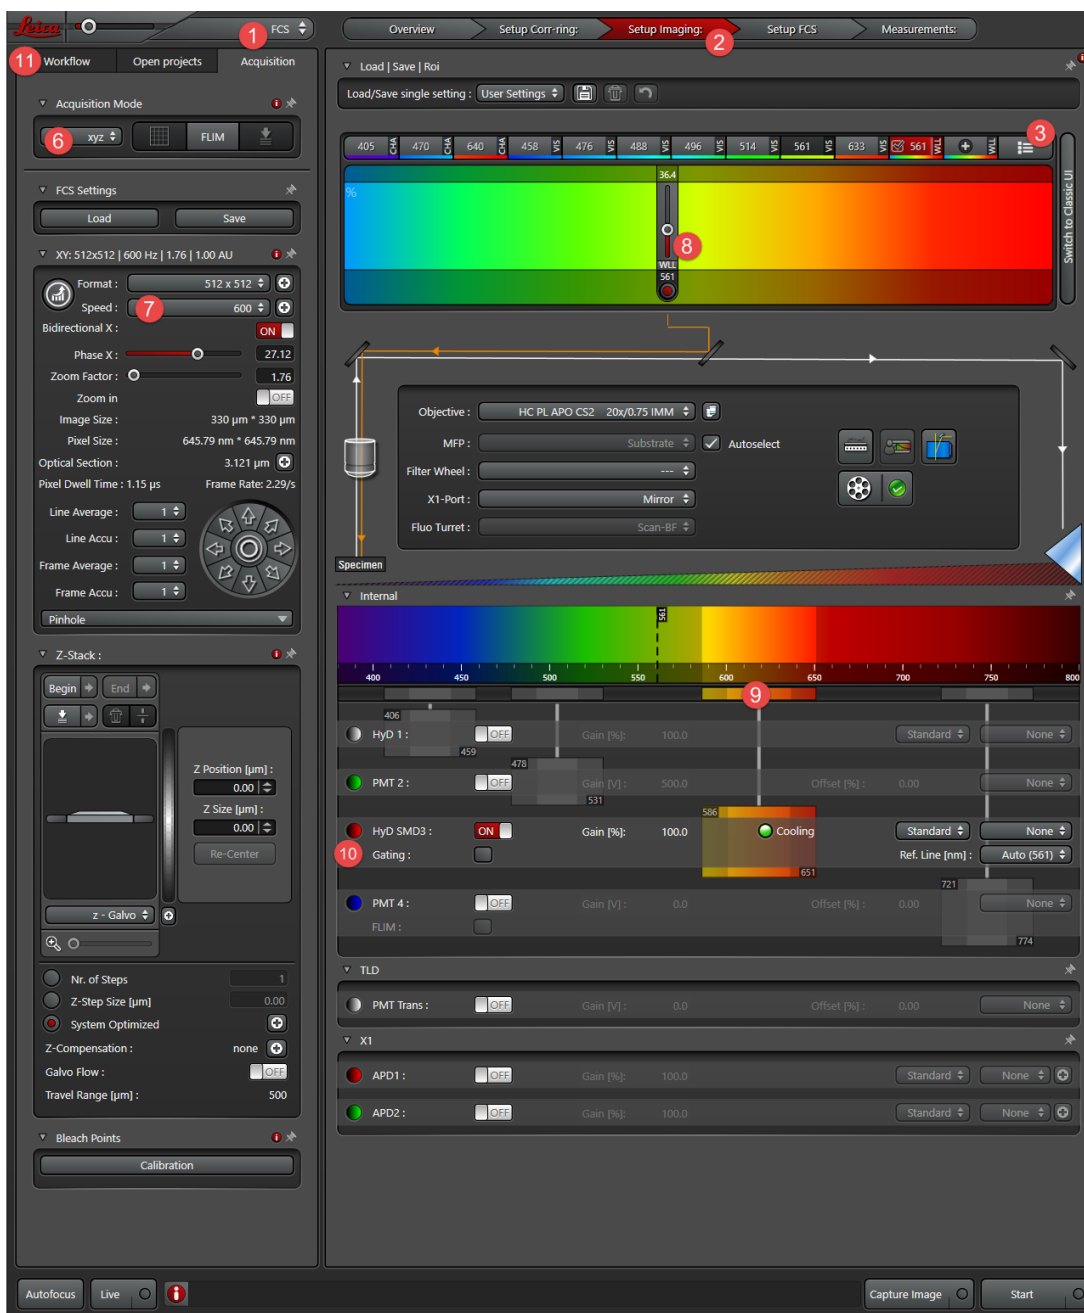 Leica
1
FCS
Overview
Setup Corr-ring:
Setup Imaging:
2
Setup FCS
Measurements:
11
Workflow
Open projects
Acquisition
Load | Save | Roi
Load/Save single setting : User Settings
Acquisition Mode
6
xyz
FLIM
3
405 CHA 470 CHA 640 CHA 458 VIS 476 VIS 488 VIS 496 VIS 514 VIS 561 VIS 633 VIS 561 WLL WLL
%
36.4
8
WLL
561
Switch to Classic UI
FCS Settings
Load
Save
XY: 512x512 | 600 Hz | 1.76 | 1.00 AU
Format : 512 x 512
Speed : 7 600
Bidirectional X : ON
Phase X : 27.12
Zoom Factor : 1.76
Zoom in OFF
Image Size : 330 µm * 330 µm
Pixel Size : 645.79 nm * 645.79 nm
Optical Section : 3.121 µm
Pixel Dwell Time : 1.15 µs Frame Rate: 2.29/s
Line Average : 1
Line Accu : 1
Frame Average : 1
Frame Accu : 1
Pinhole
Objective : HC PL APO CS2 20x/0.75 IMM
MFP : Substrate Autoselect
Filter Wheel : ---
X1-Port : Mirror
Fluo Turret : Scan-BF
Specimen
Internal
561
400 450 500 550 600 650 700 750 800
9
406
HyD 1 : OFF Gain [%]: 100.0 Standard None
459
478
PMT 2 : OFF Gain [V] : 500.0 Offset [%] : 0.00 None
531
586
HyD SMD3 : ON Gain [%]: 100.0 Cooling Standard None
10
Gating : Ref. Line [nm] : Auto (561)
651
721
PMT 4 : OFF Gain [V] : 0.0 Offset [%] : 0.00 None
FLIM :
774
TLD
PMT Trans : OFF Gain [V] : 0.0 Offset [%] : 0.00 None
X1
APD1 : OFF Gain [%]: 100.0 Standard None
APD2 : OFF Gain [%]: 100.0 Standard None
Z-Stack :
Begin
End
Z Position [µm] :
0.00
Z Size [µm] :
0.00
Re-Center
z - Galvo
Nr. of Steps 1
Z-Step Size [µm] 0.00
System Optimized
Z-Compensation : none
Galvo Flow : OFF
Travel Range [µm] : 500
Bleach Points
Calibration
Autofocus
Live
Capture Image
Start